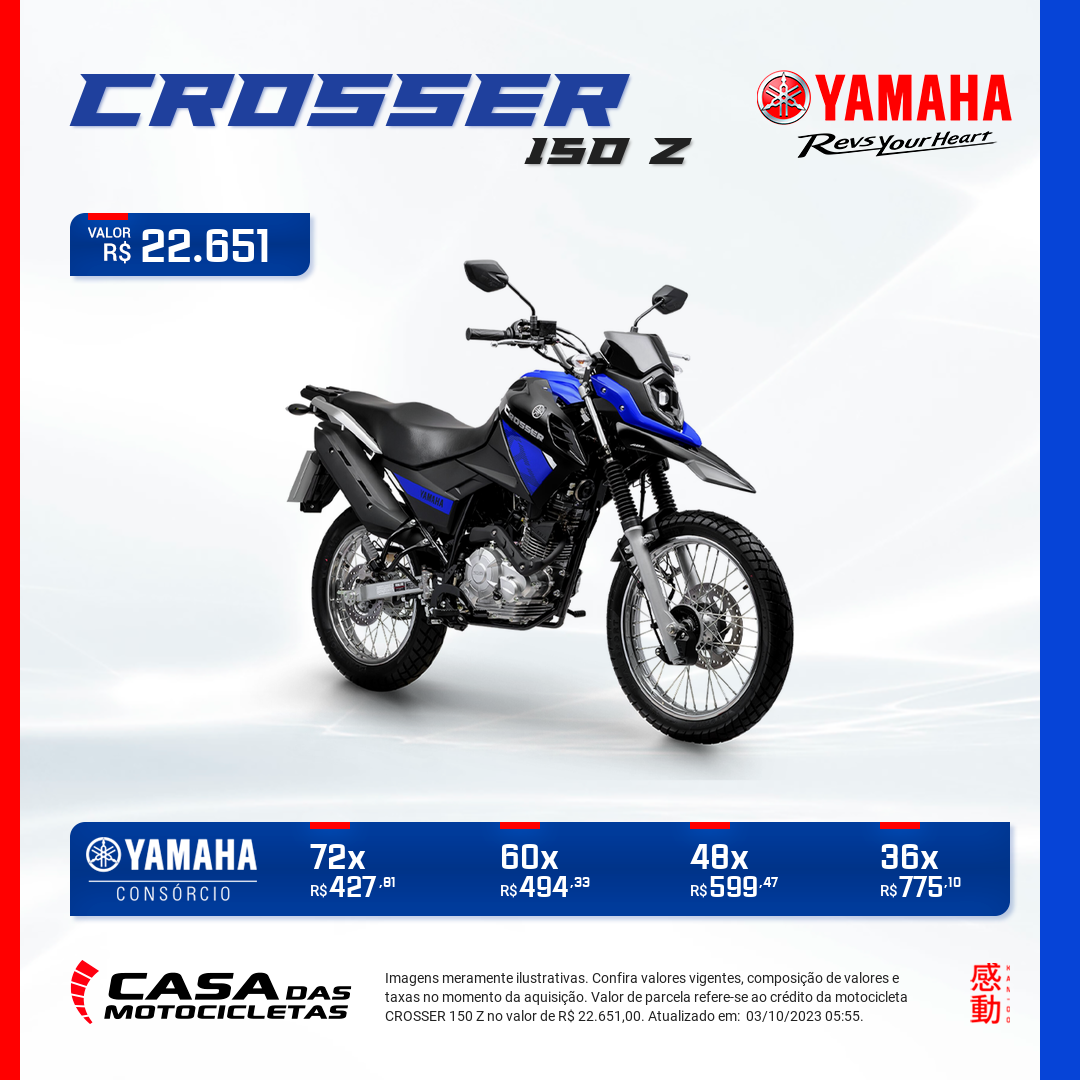 CROSSER
150 Z
YAMAHA
Revs Your Heart
VALOR
R$ 22.651
CROSSER
YAMAHA
YAMAHA
CONSÓRCIO
72x
R$427,81
60x
R$494,33
48x
R$599,47
36x
R$775,10
CASA DAS
MOTOCICLETAS
Imagens meramente ilustrativas. Confira valores vigentes, composição de valores e
taxas no momento da aquisição. Valor de parcela refere-se ao crédito da motocicleta
CROSSER 150 Z no valor de R$ 22.651,00. Atualizado em: 03/10/2023 05:55.
感動